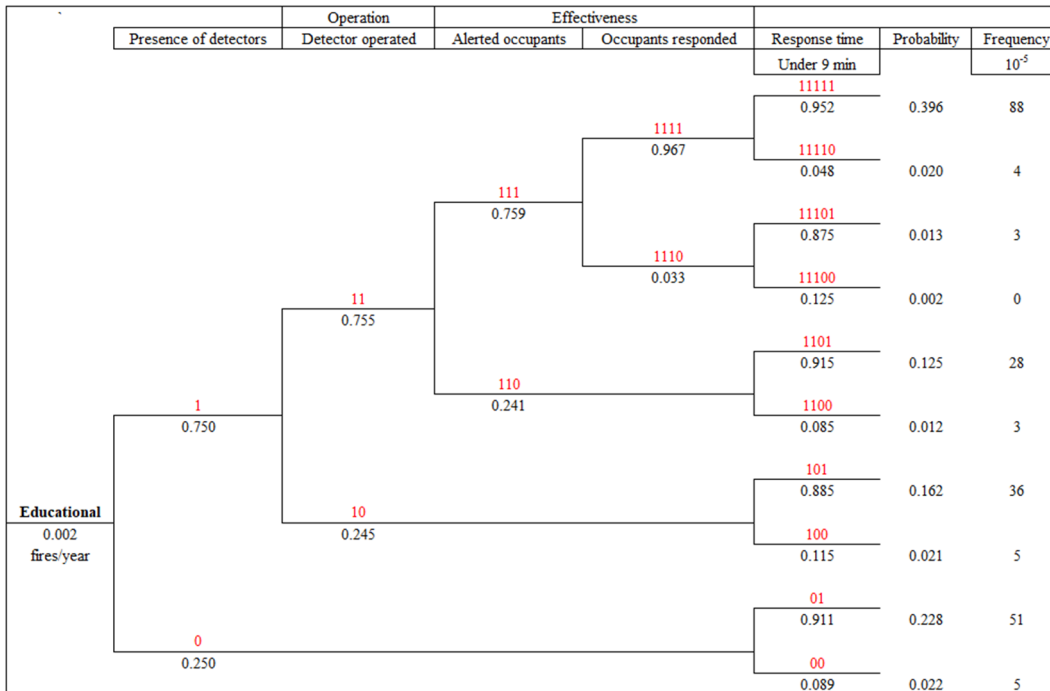 `
Operation Effectiveness
Presence of detectors Detector operated Alerted occupants Occupants responded Response time Probability Frequency
Under 9 min 10⁻⁵
11111
0.952 0.396 88
1111
0.967
11110
0.048 0.020 4
111
0.759
11101
0.875 0.013 3
1110
0.033
11100
0.125 0.002 0
11
0.755
1101
0.915 0.125 28
110
0.241
1
0.750
1100
0.085 0.012 3
101
0.885 0.162 36
Educational
10
0.002
0.245
fires/year
100
0.115 0.021 5
01
0.911 0.228 51
0
0.250
00
0.089 0.022 5